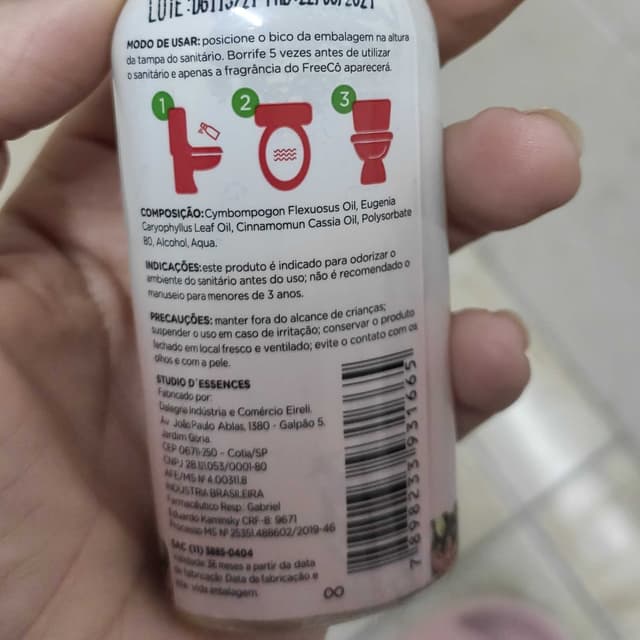 LOTE:
MODO DE USAR: posicione o bico da embalagem na altura
da tampa do sanitário. Borrife 5 vezes antes de utilizar
o sanitário e apenas a fragrância do FreeCô aparecerá.
1 2 3
COMPOSIÇÃO:Cymbompogon Flexuosus Oil, Eugenia
Caryophyllus Leaf Oil, Cinnamomun Cassia Oil, Polysorbate
80, Alcohol, Aqua.
INDICAÇÕES:este produto é indicado para odorizar o
ambiente do sanitário antes do uso; não é recomendado o
manuseio para menores de 3 anos.
PRECAUÇÕES: manter fora do alcance de crianças;
suspender o uso em caso de irritação; conservar o produto
fechado em local fresco e ventilado; evite o contato com os
olhos e com a pele.
STUDIO D'ESSENCES
Fabricado por:
Dalagra Indústria e Comércio Eireli.
Av. João Paulo Ablas, 1380 - Galpão 5.
Jardim Glória.
CEP 06711-250 - Cotia/SP
CNPJ 28.111.053/0001-80
AFE/MS Nº 4.00311.8
INDÚSTRIA BRASILEIRA
Farmacêutico Resp. Gabriel
Eduardo Kaminsky CRF-8: 9671
Processo MS Nº 25351.488602/2019-46
SAC (11) 3885-0404
Validade: 36 meses a partir da data
de fabricação. Data de fabricação e
lote: vide embalagem.
7898233931665